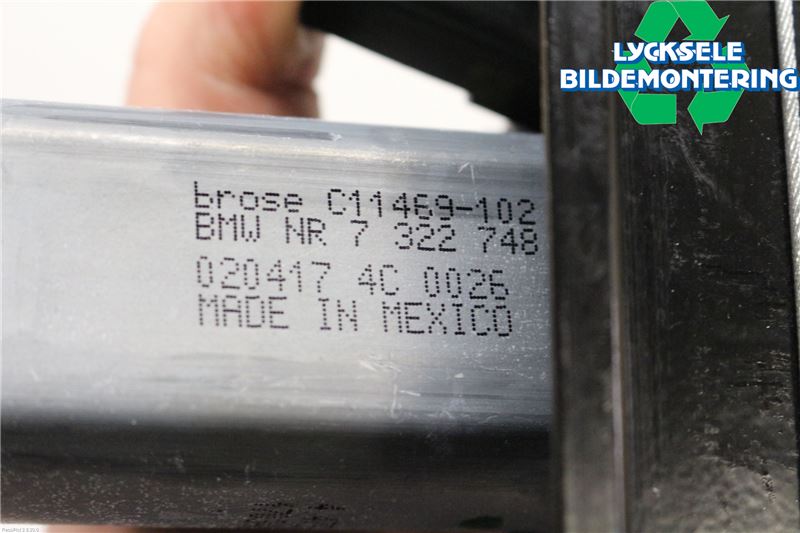 LYCKSELE
BILDEMONTERING
brose C11469-102
BMW NR 7 322 748
020417 4C 0026
MADE IN MEXICO